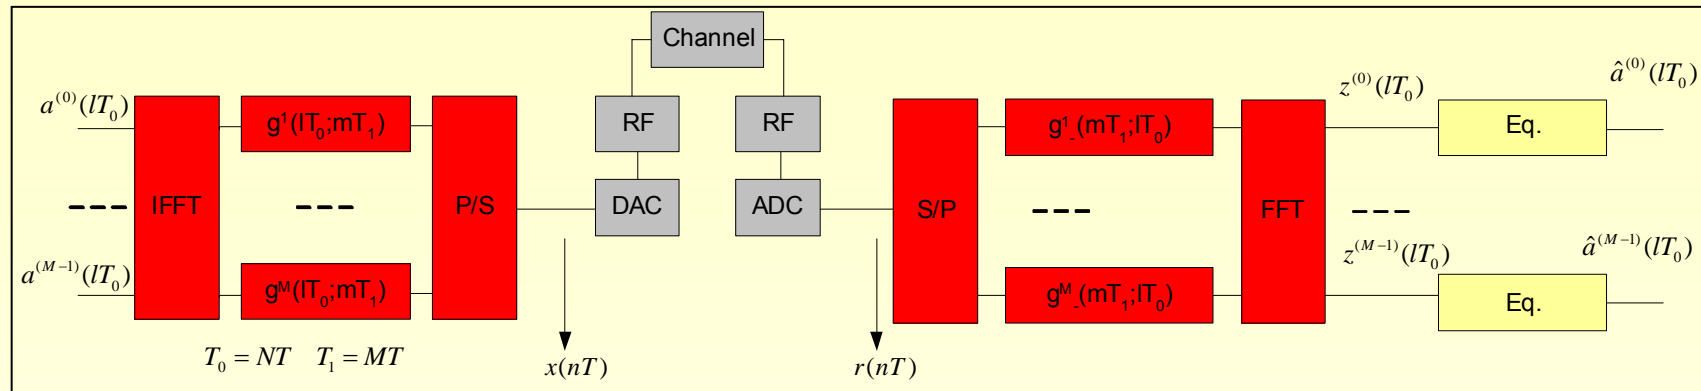 Channel
a^{(0)}(lT_0)
IFFT
g^1(lT_0;mT_1)
P/S
RF
RF
DAC
ADC
S/P
g^1_-(mT_1;lT_0)
FFT
z^{(0)}(lT_0)
Eq.
â^{(0)}(lT_0)
a^{(M-1)}(lT_0)
g^M(lT_0;mT_1)
g^M_-(mT_1;lT_0)
z^{(M-1)}(lT_0)
Eq.
â^{(M-1)}(lT_0)
T_0 = NT T_1 = MT
x(nT)
r(nT)